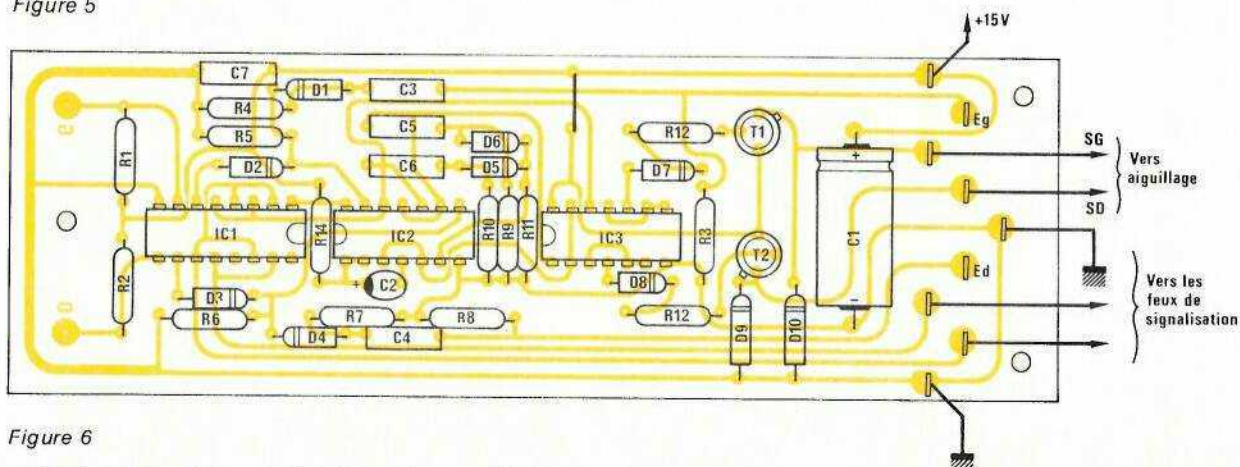 Figure 5
+15V
C7
D1
C3
R4
Eg
R5
C5
R12
T1
R1
D6
SG
Vers
aiguillage
D2
C6
D5
D7
SD
IC1
R14
IC2
R10
R9
R11
IC3
R3
C1
T2
Ed
R2
+
C2
D8
D3
R6
R7
R8
R12
D9
D10
Vers les
feux de
signalisation
D4
C4
g
D
+
-
Figure 6